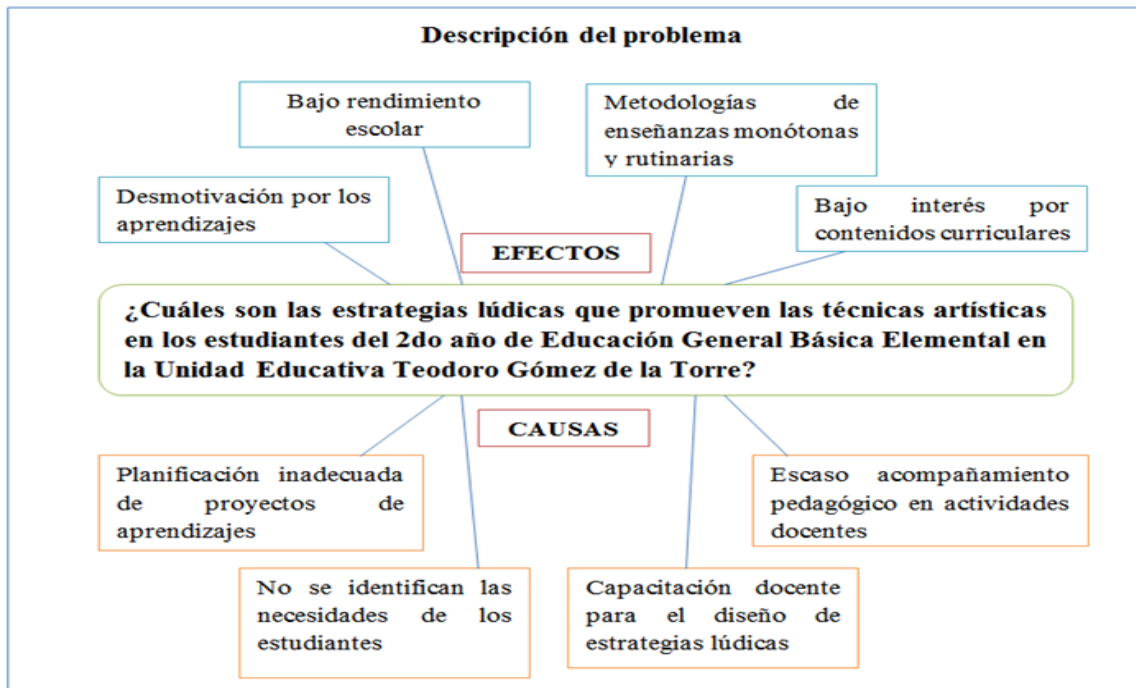 Descripción del problema
Bajo rendimiento
escolar
Metodologías de
enseñanzas monótonas
y rutinarias
Desmotivación por los
aprendizajes
Bajo interés por
contenidos curriculares
EFECTOS
¿Cuáles son las estrategias lúdicas que promueven las técnicas artísticas
en los estudiantes del 2do año de Educación General Básica Elemental en
la Unidad Educativa Teodoro Gómez de la Torre?
CAUSAS
Planificación inadecuada
de proyectos de
aprendizajes
Escaso acompañamiento
pedagógico en actividades
docentes
No se identifican las
necesidades de los
estudiantes
Capacitación docente
para el diseño de
estrategias lúdicas